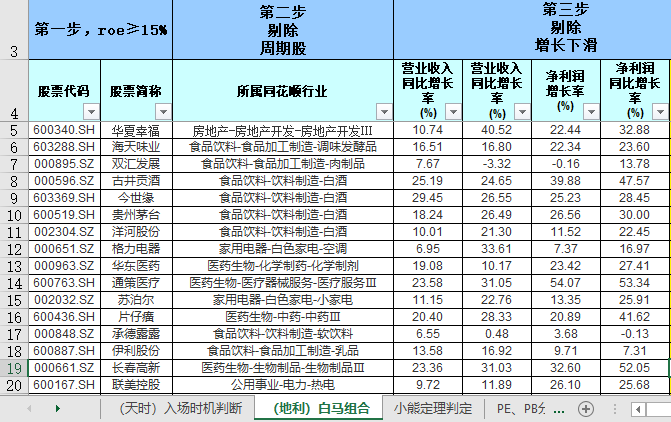 第一步，roe≥15% 第二步 剔除 周期股 第三步 剔除 增长下滑
3
4 股票代码 股票简称 所属同花顺行业 营业收入同比增长率(%) 营业收入同比增长率(%) 净利润增长率(%) 净利润同比增长率(%)
5 600340.SH 华夏幸福 房地产-房地产开发-房地产开发III 10.74 40.52 22.44 32.88
6 603288.SH 海天味业 食品饮料-食品加工制造-调味发酵品 16.51 16.80 22.34 23.60
7 000895.SZ 双汇发展 食品饮料-食品加工制造-肉制品 7.67 -3.32 -0.16 13.78
8 000596.SZ 古井贡酒 食品饮料-饮料制造-白酒 25.19 24.65 39.88 47.57
9 603369.SH 今世缘 食品饮料-饮料制造-白酒 29.45 26.55 25.23 28.45
10 600519.SH 贵州茅台 食品饮料-饮料制造-白酒 18.24 26.49 26.56 30.00
11 002304.SZ 洋河股份 食品饮料-饮料制造-白酒 10.01 21.30 11.52 22.45
12 000651.SZ 格力电器 家用电器-白色家电-空调 6.95 33.61 7.37 16.97
13 000963.SZ 华东医药 医药生物-化学制药-化学制剂 19.08 10.17 23.42 27.41
14 600763.SH 通策医疗 医药生物-医疗器械服务-医疗服务III 23.58 31.05 54.07 53.34
15 002032.SZ 苏泊尔 家用电器-白色家电-小家电 11.15 22.76 13.35 25.91
16 600436.SH 片仔癀 医药生物-中药-中药III 20.40 28.33 20.89 41.62
17 000848.SZ 承德露露 食品饮料-饮料制造-软饮料 6.55 0.48 3.68 -0.13
18 600887.SH 伊利股份 食品饮料-食品加工制造-乳品 13.58 16.92 9.71 7.31
19 000661.SZ 长春高新 医药生物-生物制品-生物制品III 23.36 31.03 32.60 52.05
20 600167.SH 联美控股 公用事业-电力-热电 9.72 11.89 26.10 25.68
（天时）入场时机判断 （地利）白马组合 小熊定理判定 PE、PB分 ...